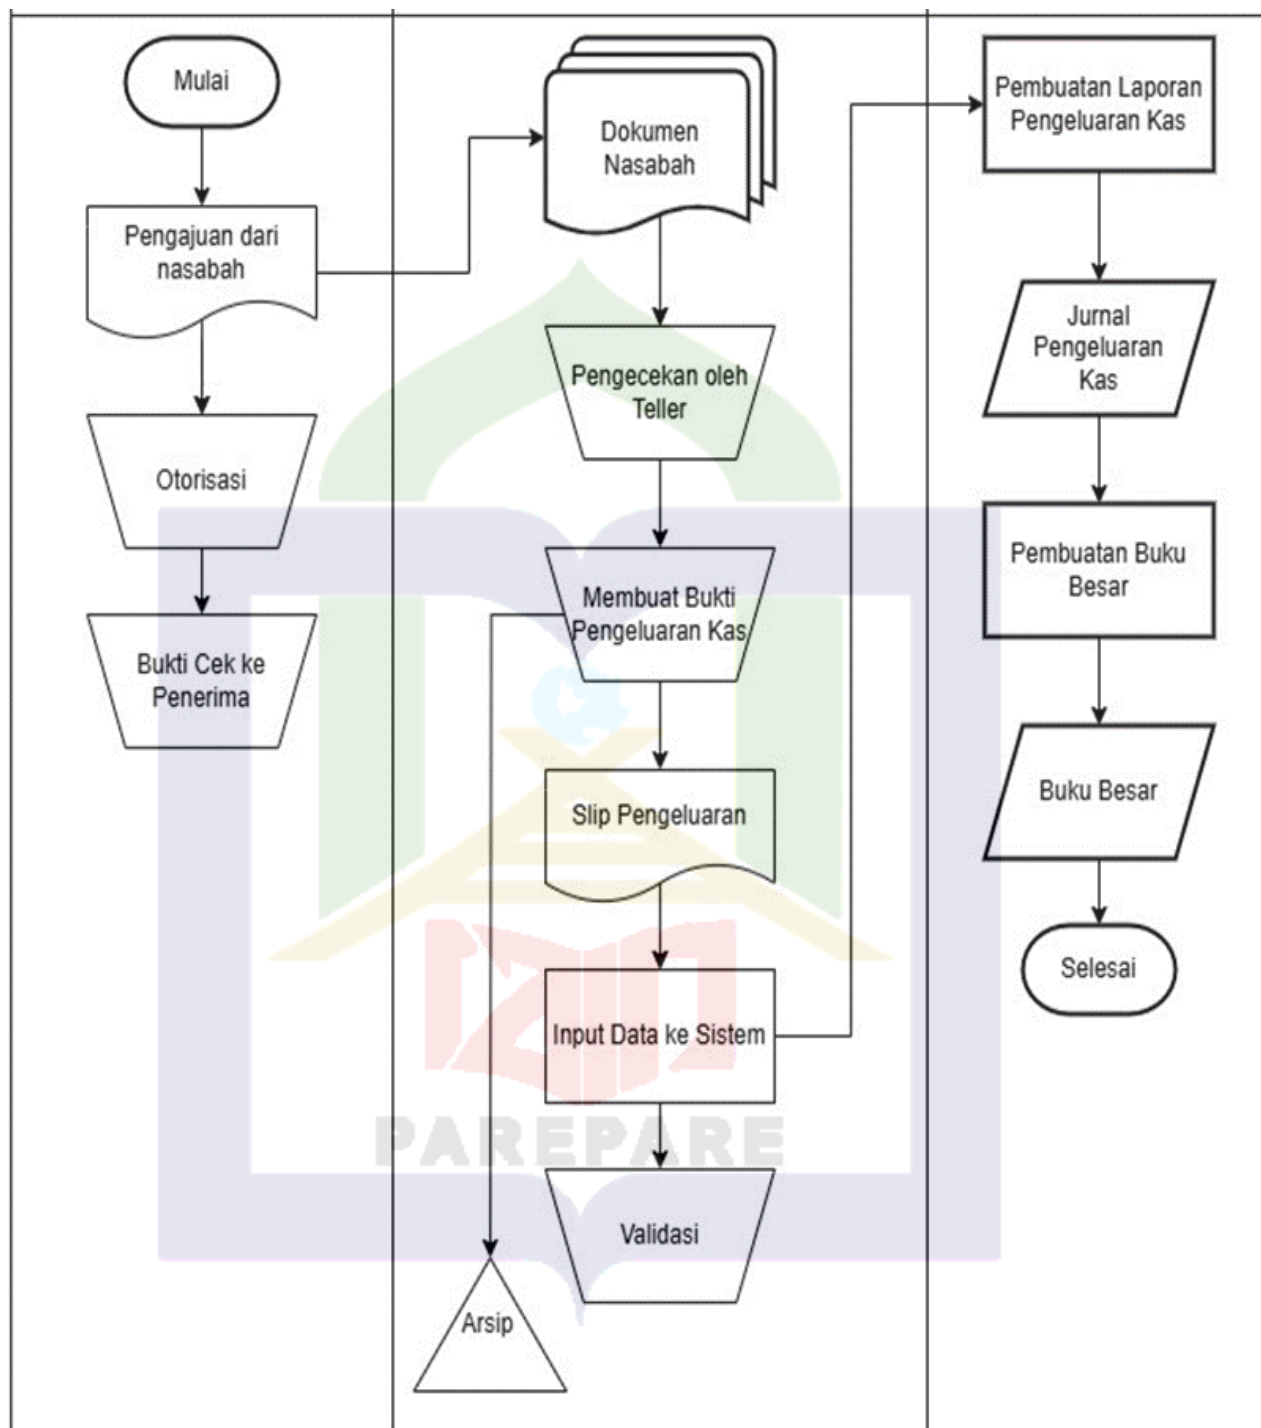 Mulai
Pengajuan dari
nasabah
Otorisasi
Bukti Cek ke
Penerima
Dokumen
Nasabah
Pengecekan oleh
Teller
Membuat Bukti
Pengeluaran Kas
Slip Pengeluaran
Input Data ke Sistem
Validasi
Arsip
Pembuatan Laporan
Pengeluaran Kas
Jurnal
Pengeluaran
Kas
Pembuatan Buku
Besar
Buku Besar
Selesai
PAREPARE